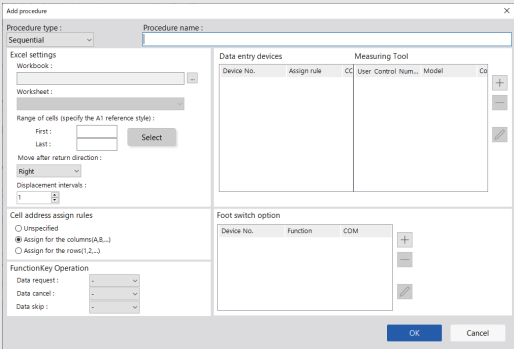 Add procedure
Procedure type :
Procedure name :
Sequential
Excel settings
Workbook :
...
Worksheet :
Range of cells (specify the A1 reference style) :
First :
Last :
Select
Move after return direction :
Right
Displacement intervals :
1
Data entry devices
Measuring Tool
Device No. Assign rule CC User Control Num... Model Co
Cell address assign rules
Unspecified
Assign for the columns(A,B,...)
Assign for the rows(1,2,...)
FunctionKey Operation
Data request : -
Data cancel : -
Data skip : -
Foot switch option
Device No. Function COM
OK
Cancel